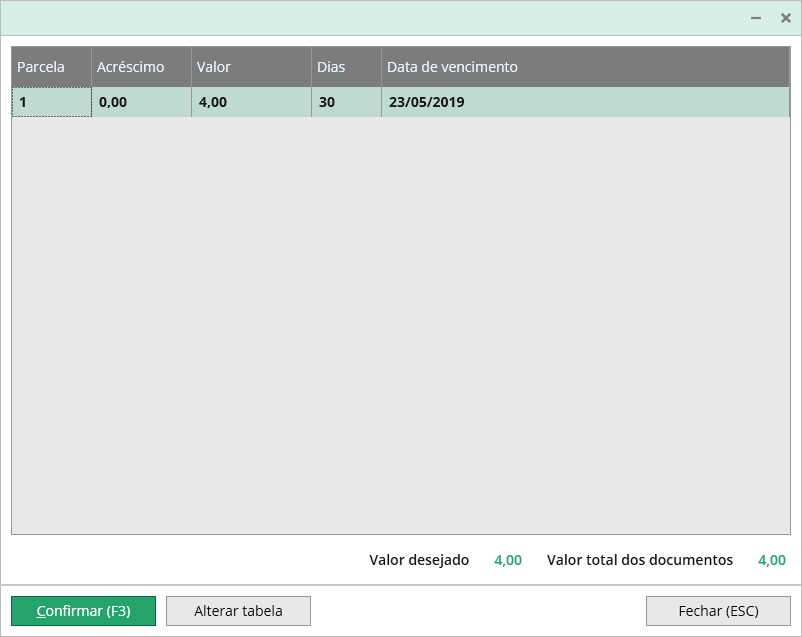 Parcela Acréscimo Valor Dias Data de vencimento
1 0,00 4,00 30 23/05/2019
Valor desejado 4,00 Valor total dos documentos 4,00
Confirmar (F3) Alterar tabela Fechar (ESC)